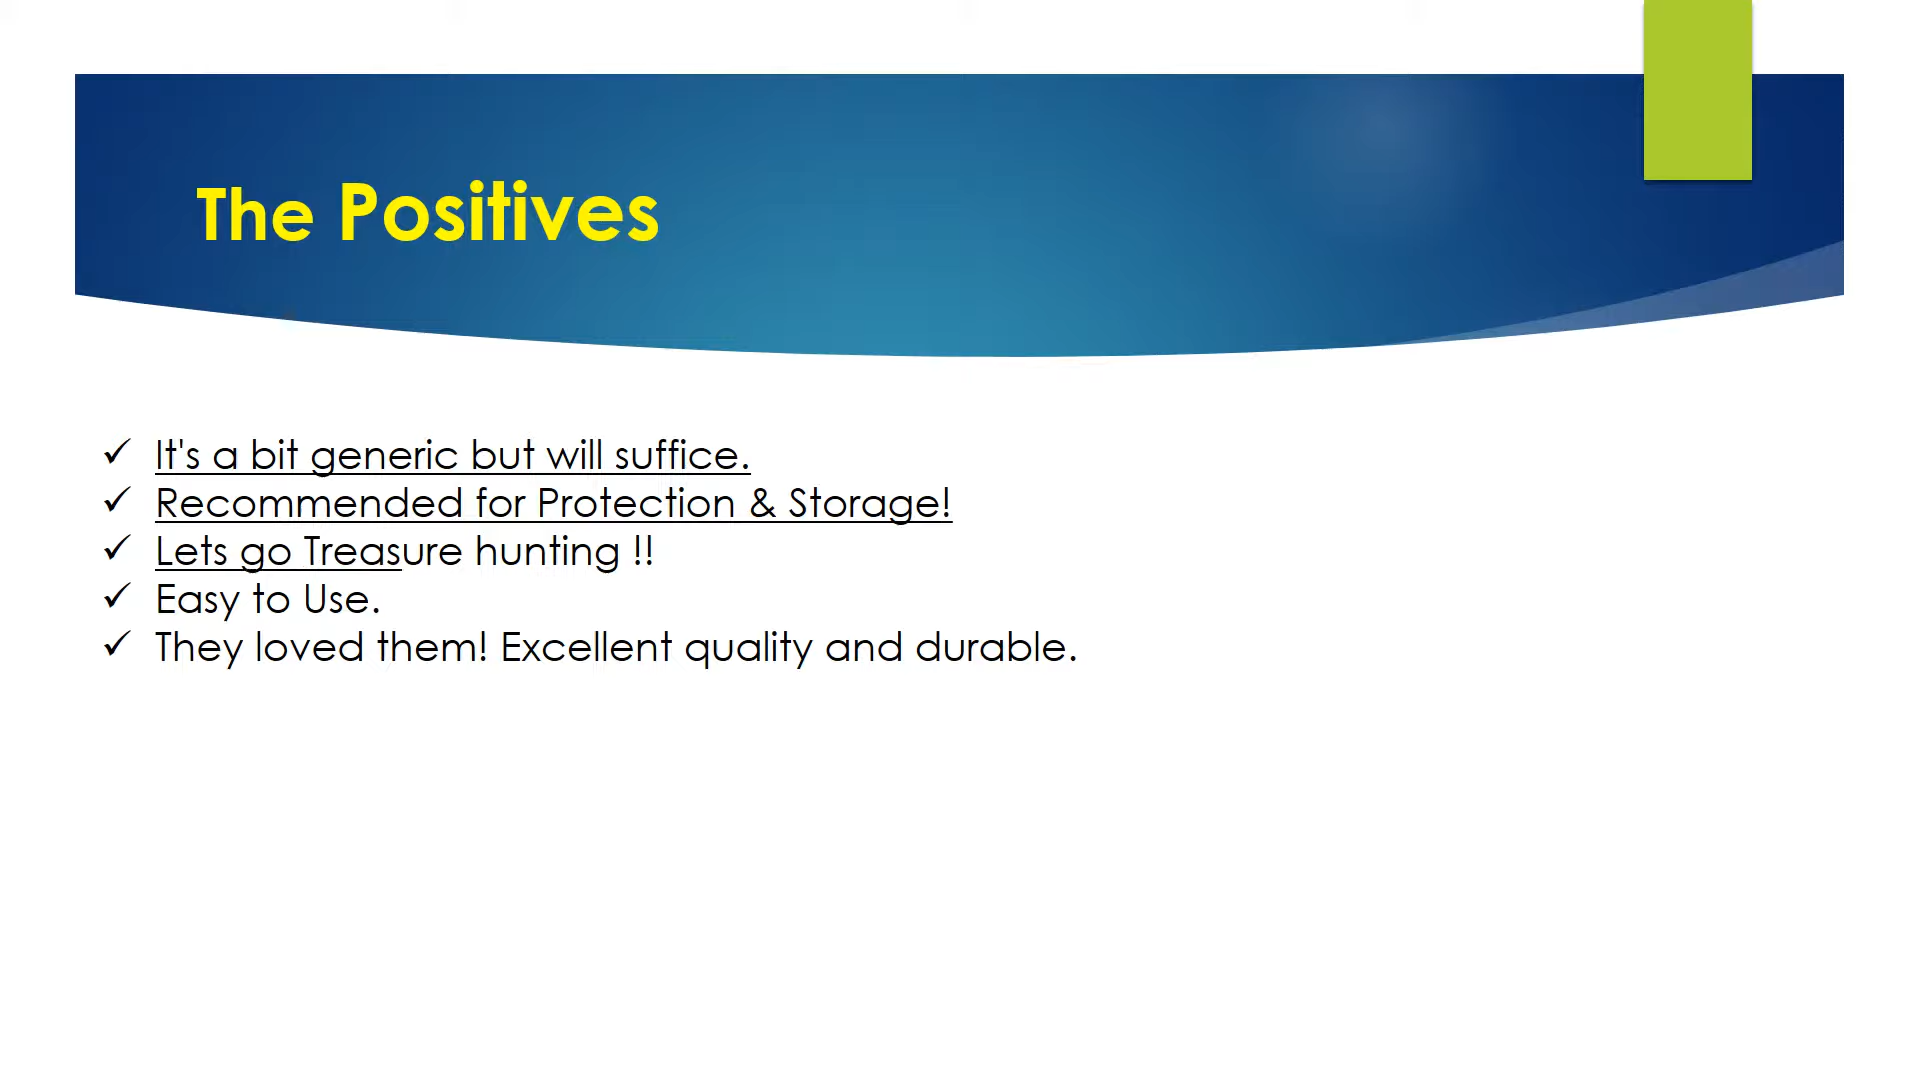 The Positives
✓ It's a bit generic but will suffice.
✓ Recommended for Protection & Storage!
✓ Lets go Treasure hunting !!
✓ Easy to Use.
✓ They loved them! Excellent quality and durable.